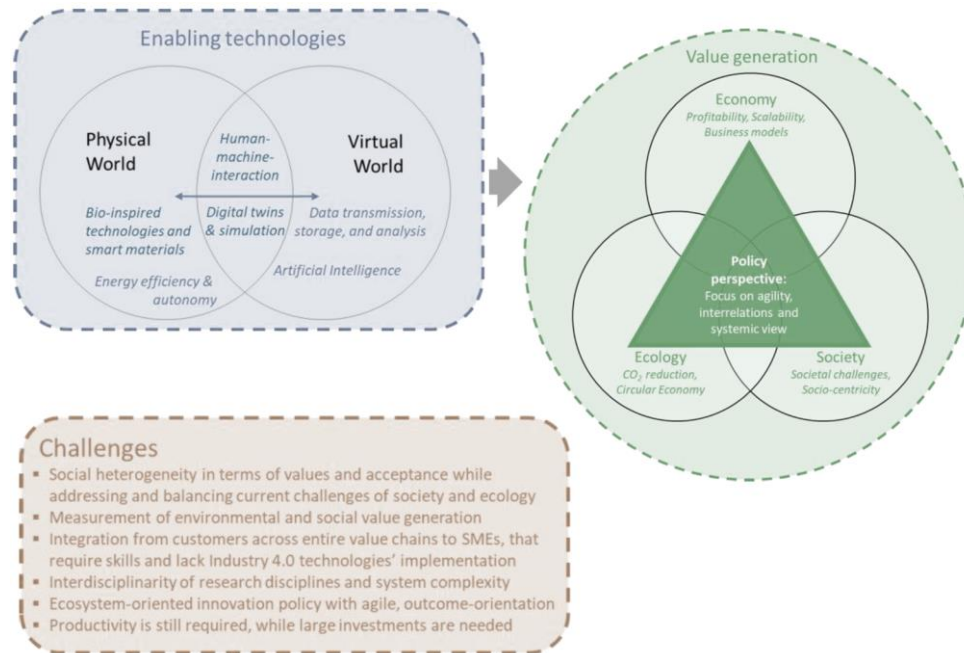 Enabling technologies
Physical
World
Human-
machine-
interaction
Virtual
World
Bio-inspired
technologies and
smart materials
Digital twins
& simulation
Data transmission,
storage, and analysis
Energy efficiency &
autonomy
Artificial Intelligence
Value generation
Economy
Profitability, Scalability,
Business models
Policy
perspective:
Focus on agility,
interrelations and
systemic view
Ecology
CO₂ reduction,
Circular Economy
Society
Societal challenges,
Socio-centricity
Challenges
▪ Social heterogeneity in terms of values and acceptance while
addressing and balancing current challenges of society and ecology
▪ Measurement of environmental and social value generation
▪ Integration from customers across entire value chains to SMEs, that
require skills and lack Industry 4.0 technologies’ implementation
▪ Interdisciplinarity of research disciplines and system complexity
▪ Ecosystem-oriented innovation policy with agile, outcome-orientation
▪ Productivity is still required, while large investments are needed